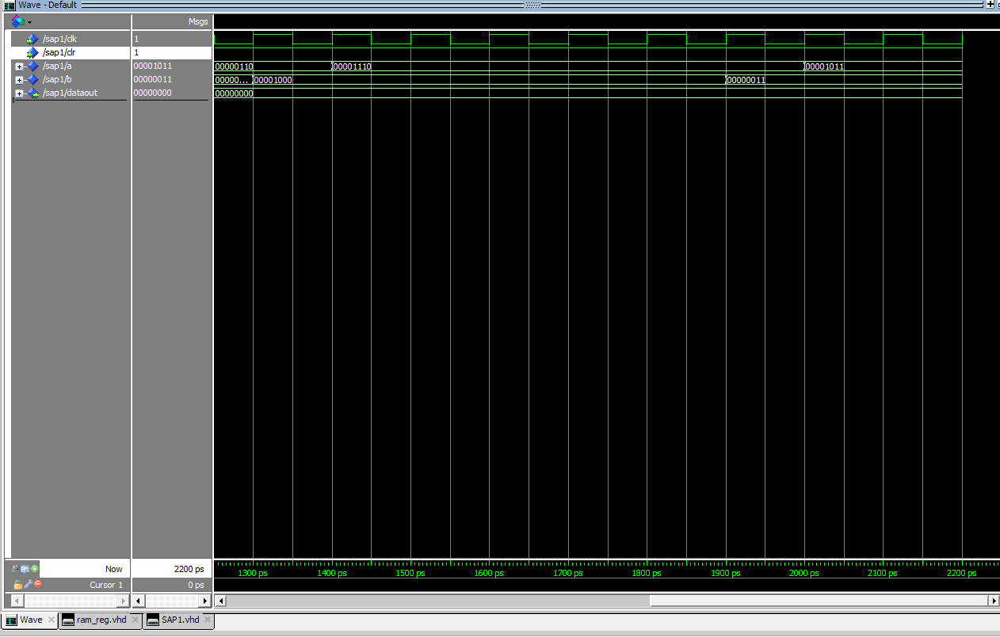 Wave - Default
Msgs
/sap1/clk 1
/sap1/clr 1
/sap1/a 00001011 00000110 00001110 00001011
/sap1/b 00000011 00000... 00001000 00000011
/sap1/dataout 00000000 00000000
Now 2200 ps 1300 ps 1400 ps 1500 ps 1600 ps 1700 ps 1800 ps 1900 ps 2000 ps 2100 ps 2200 ps
Cursor 1 0 ps
Wave ram_reg.vhd SAP1.vhd